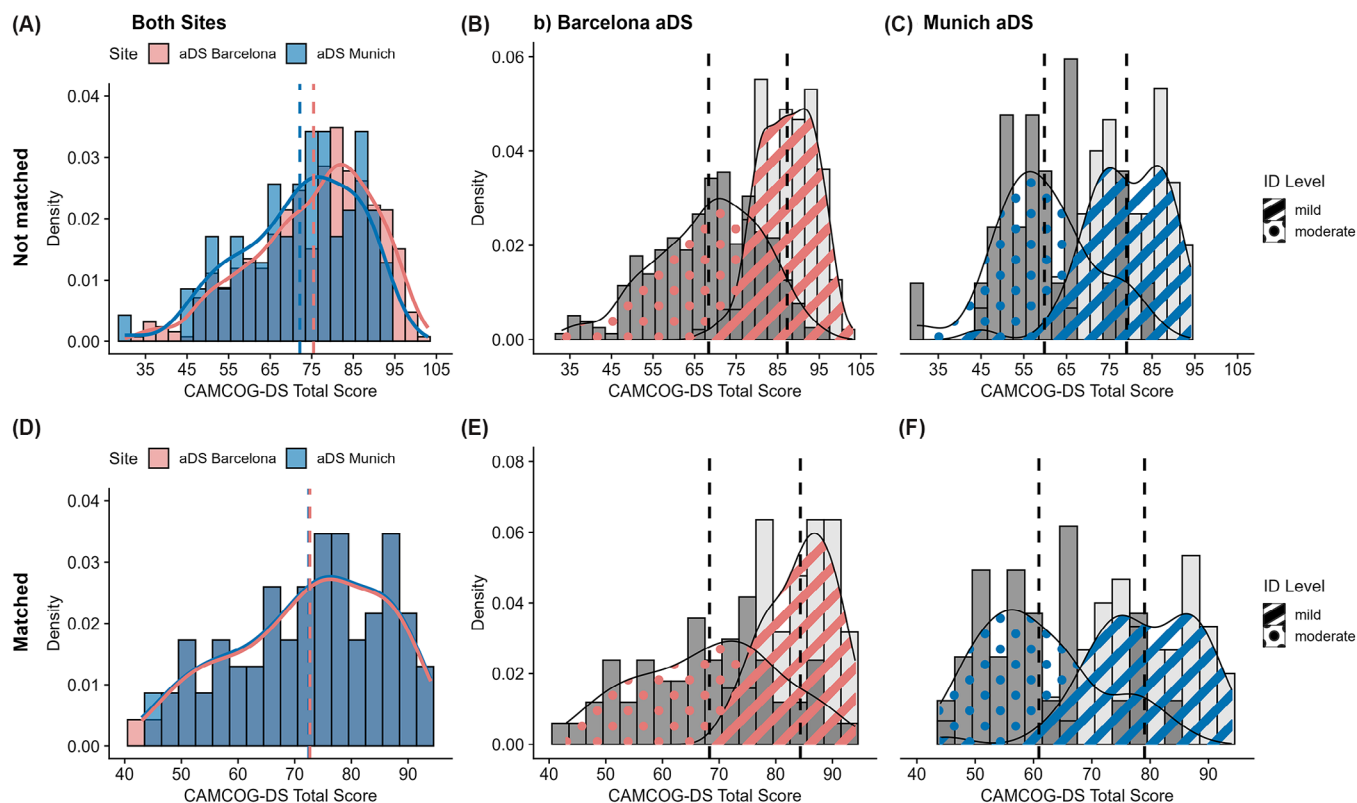 (A) Both Sites
Site aDS Barcelona aDS Munich
Not matched
Density
0.04
0.03
0.02
0.01
0.00
35 45 55 65 75 85 95 105
CAMCOG-DS Total Score
(B) b) Barcelona aDS
Density
0.06
0.04
0.02
0.00
35 45 55 65 75 85 95 105
CAMCOG-DS Total Score
(C) Munich aDS
35 45 55 65 75 85 95 105
CAMCOG-DS Total Score
ID Level
mild
moderate
(D)
Site aDS Barcelona aDS Munich
Matched
Density
0.04
0.03
0.02
0.01
0.00
40 50 60 70 80 90
CAMCOG-DS Total Score
(E)
Density
0.08
0.06
0.04
0.02
0.00
40 50 60 70 80 90
CAMCOG-DS Total Score
(F)
40 50 60 70 80 90
CAMCOG-DS Total Score
ID Level
mild
moderate